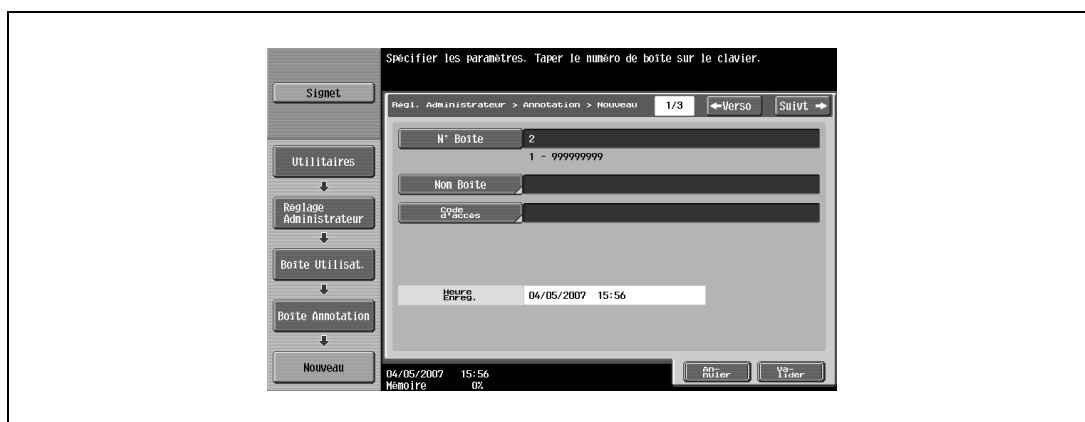 Spécifier les paramètres. Taper le numéro de boîte sur le clavier.
Signet
Régl. Administrateur > Annotation > Nouveau
1/3
←Verso
Suivt →
N° Boîte
2
1 - 999999999
Utilitaires
Nom Boîte
Réglage
Administrateur
Code
d'accès
Boîte Utilisat.
Heure
Enreg.
04/05/2007 15:56
Boîte Annotation
Nouveau
04/05/2007 15:56
Mémoire 0%
An-
nuler
Va-
lider